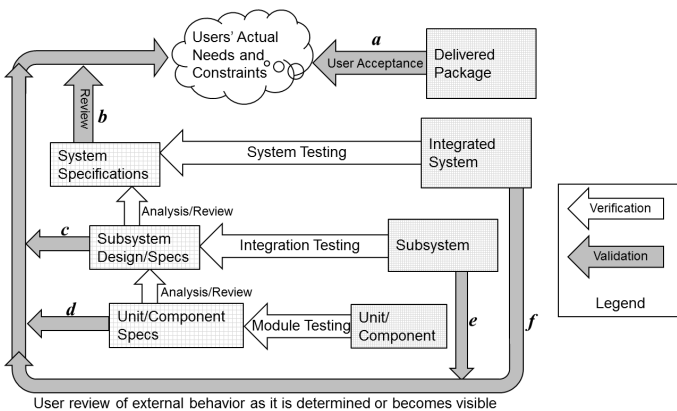 Users' Actual
Needs and
Constraints
a
User Acceptance
Delivered
Package
Review
b
System
Specifications
System Testing
Integrated
System
Analysis/Review
c
Subsystem
Design/Specs
Integration Testing
Subsystem
Verification
Validation
Legend
Analysis/Review
d
Unit/Component
Specs
Module Testing
Unit/
Component
e
f
User review of external behavior as it is determined or becomes visible